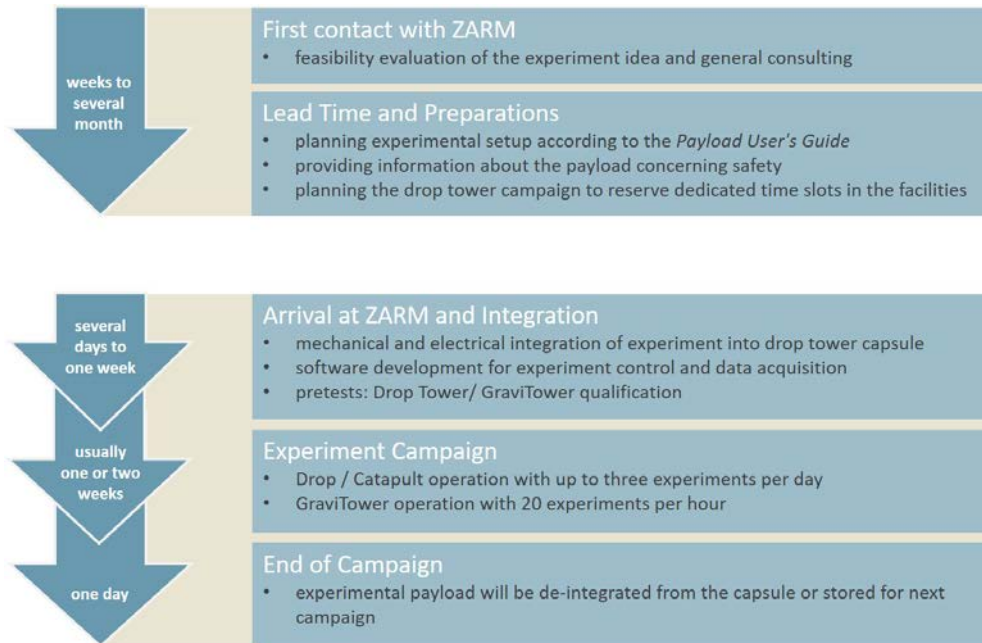 First contact with ZARM
• feasibility evaluation of the experiment idea and general consulting
weeks to
several
month
Lead Time and Preparations
• planning experimental setup according to the Payload User's Guide
• providing information about the payload concerning safety
• planning the drop tower campaign to reserve dedicated time slots in the facilities
several
days to
one week
Arrival at ZARM and Integration
• mechanical and electrical integration of experiment into drop tower capsule
• software development for experiment control and data acquisition
• pretests: Drop Tower/ GraviTower qualification
usually
one or two
weeks
Experiment Campaign
• Drop / Catapult operation with up to three experiments per day
• GraviTower operation with 20 experiments per hour
one day
End of Campaign
• experimental payload will be de-integrated from the capsule or stored for next
campaign